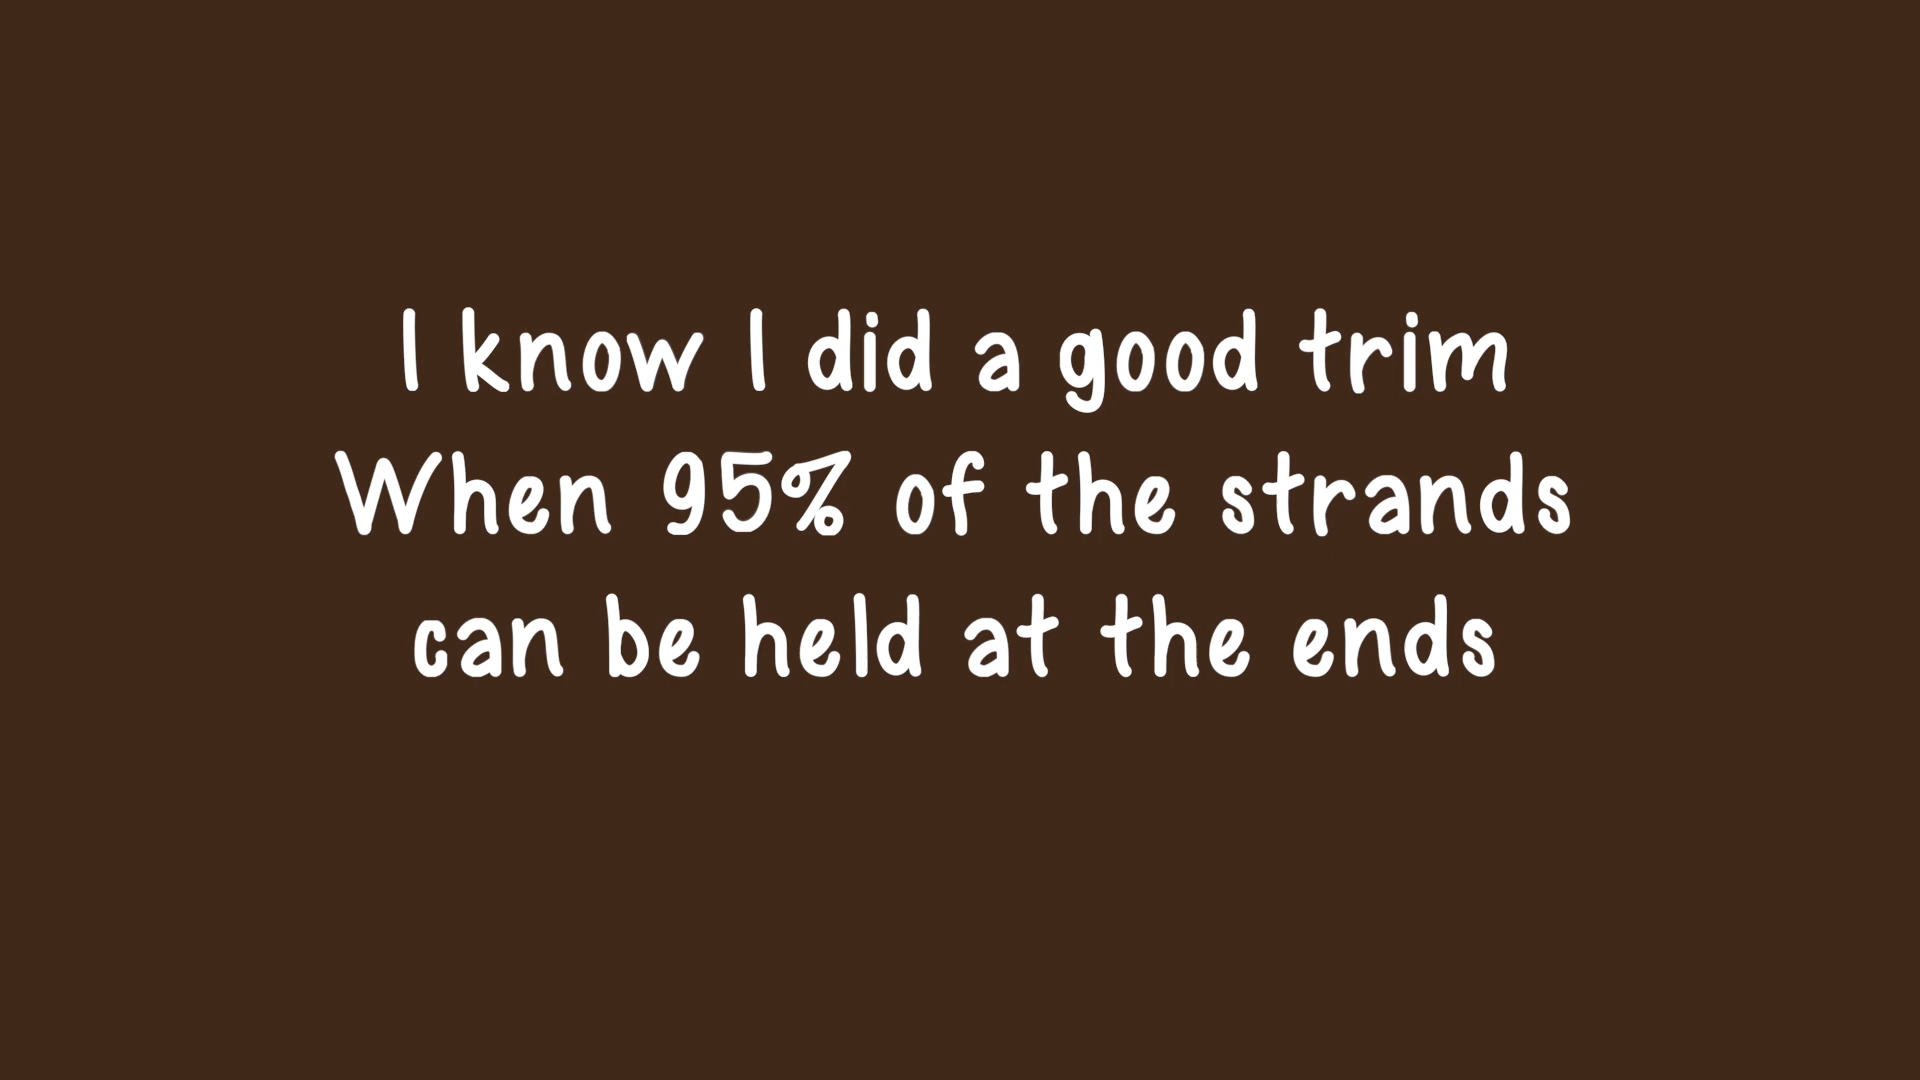 I know I did a good trim
When 95% of the strands
can be held at the ends